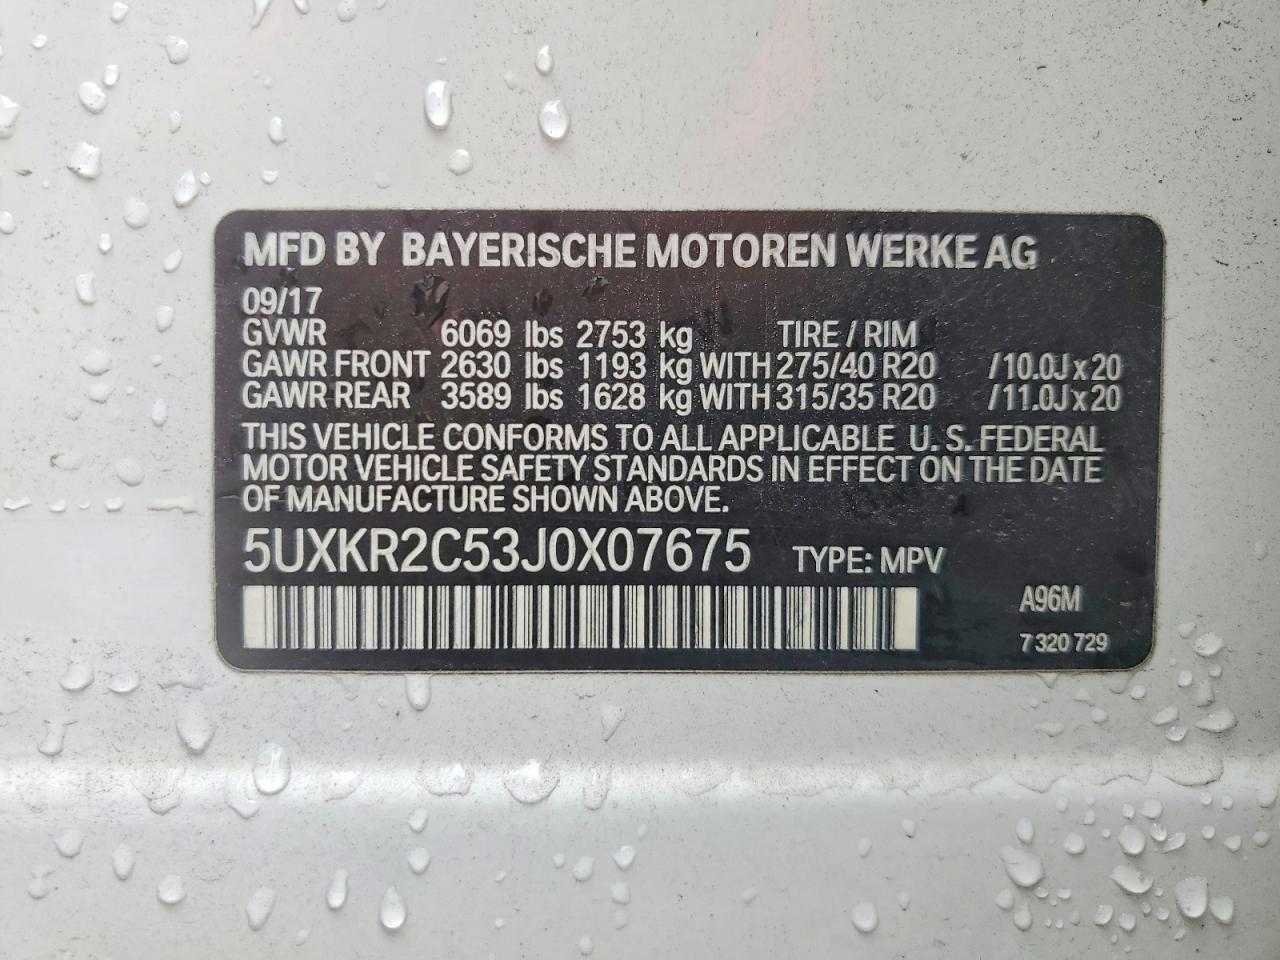 MFD BY BAYERISCHE MOTOREN WERKE AG
09/17
GVWR 6069 lbs 2753 kg TIRE / RIM
GAWR FRONT 2630 lbs 1193 kg WITH 275/40 R20 / 10.0J x 20
GAWR REAR 3589 lbs 1628 kg WITH 315/35 R20 / 11.0J x 20
THIS VEHICLE CONFORMS TO ALL APPLICABLE U. S. FEDERAL
MOTOR VEHICLE SAFETY STANDARDS IN EFFECT ON THE DATE
OF MANUFACTURE SHOWN ABOVE.
5UXKR2C53J0X07675 TYPE: MPV
A96M
7 320 729